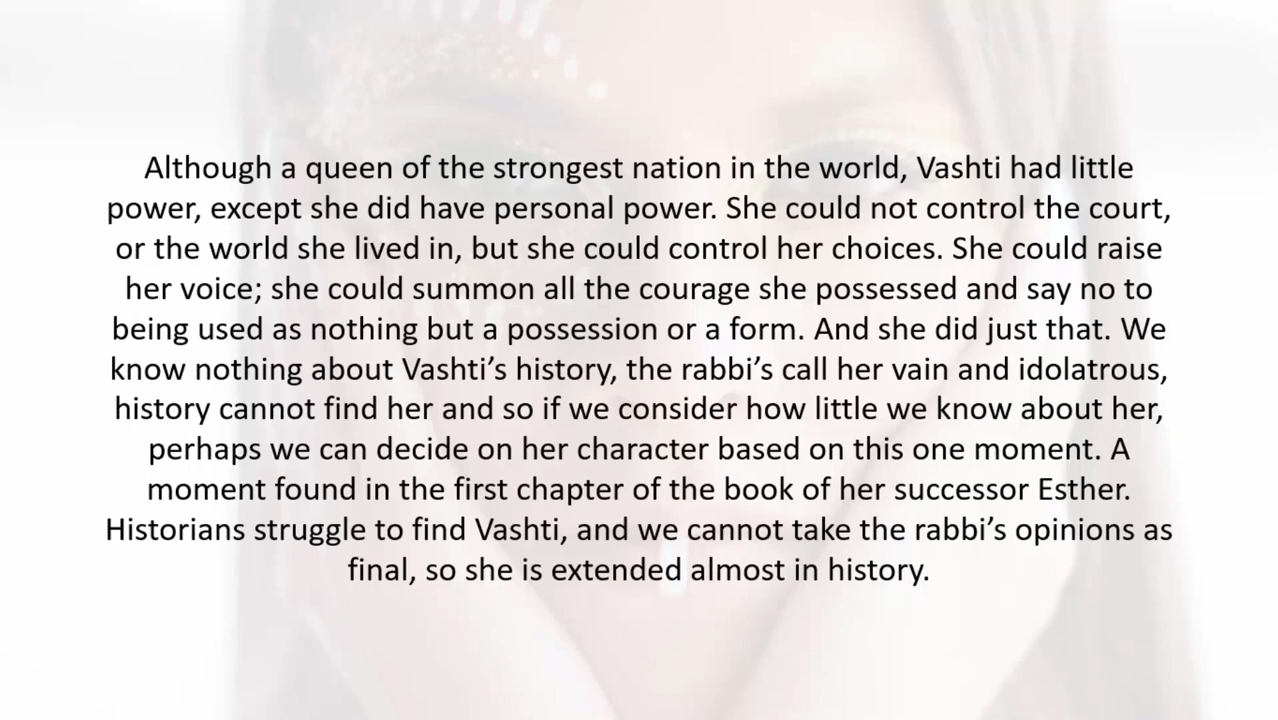 Although a queen of the strongest nation in the world, Vashti had little
power, except she did have personal power. She could not control the court,
or the world she lived in, but she could control her choices. She could raise
her voice; she could summon all the courage she possessed and say no to
being used as nothing but a possession or a form. And she did just that. We
know nothing about Vashti’s history, the rabbi’s call her vain and idolatrous,
history cannot find her and so if we consider how little we know about her,
perhaps we can decide on her character based on this one moment. A
moment found in the first chapter of the book of her successor Esther.
Historians struggle to find Vashti, and we cannot take the rabbi’s opinions as
final, so she is extended almost in history.